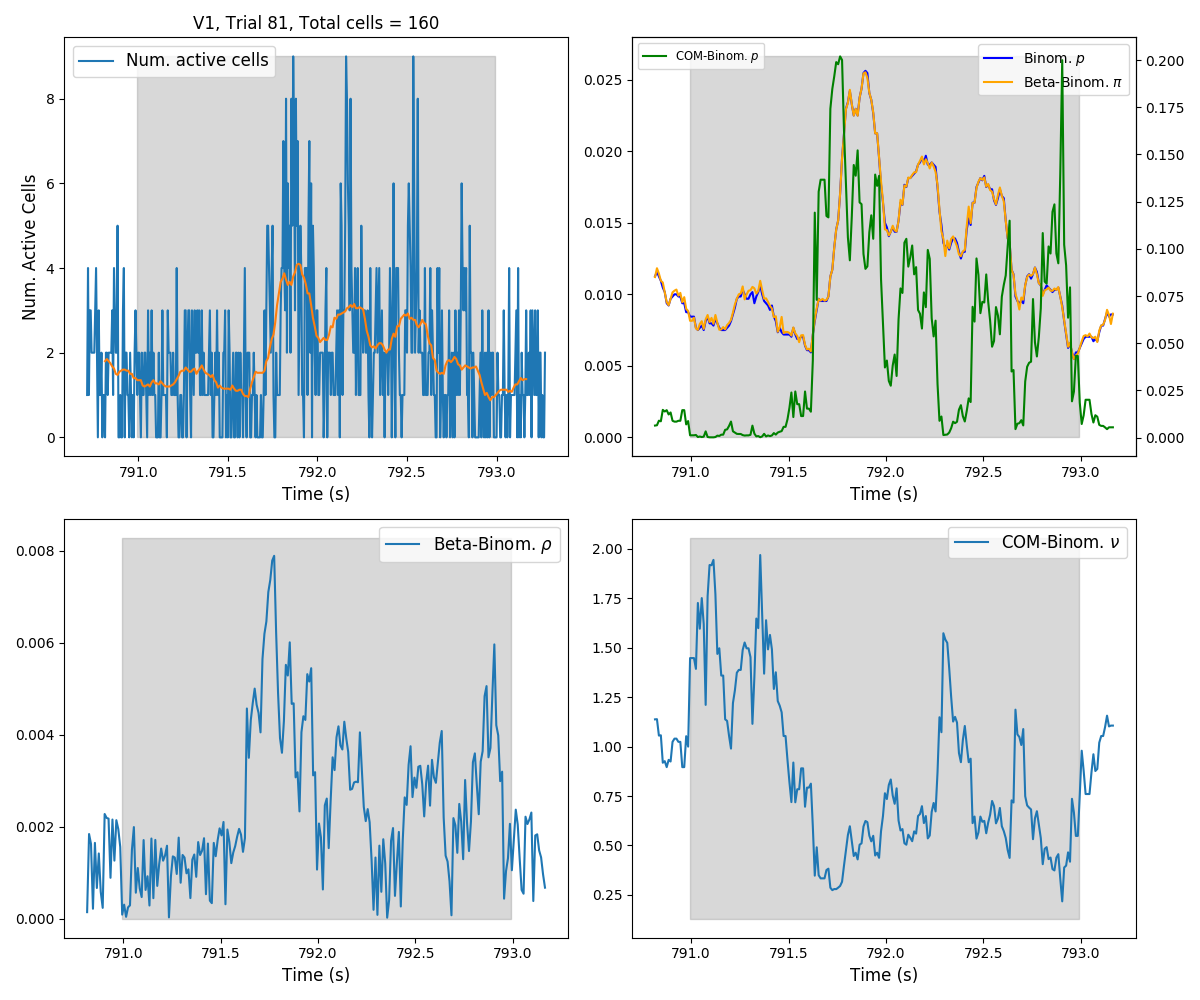 V1, Trial 81, Total cells = 160
Num. active cells
Num. Active Cells
8
6
4
2
0
791.0 791.5 792.0 792.5 793.0
Time (s)
COM-Binom. p
Binom. p
Beta-Binom. π
0.025
0.020
0.015
0.010
0.005
0.000
0.200
0.175
0.150
0.125
0.100
0.075
0.050
0.025
0.000
791.0 791.5 792.0 792.5 793.0
Time (s)
Beta-Binom. ρ
0.008
0.006
0.004
0.002
0.000
791.0 791.5 792.0 792.5 793.0
Time (s)
COM-Binom. ν
2.00
1.75
1.50
1.25
1.00
0.75
0.50
0.25
791.0 791.5 792.0 792.5 793.0
Time (s)